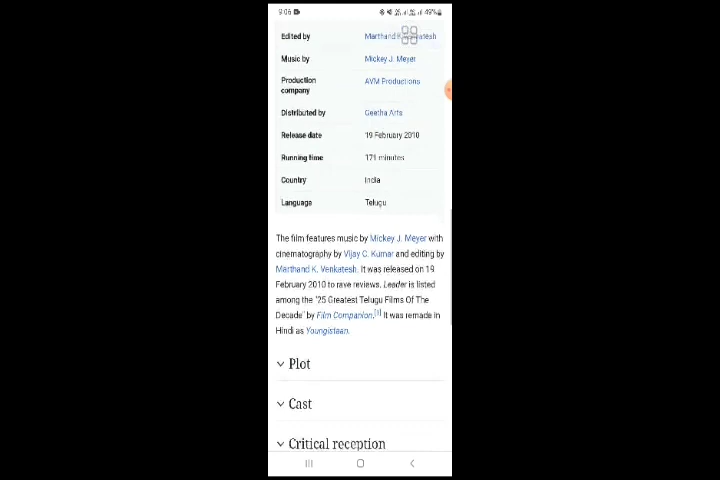 9:06
49%
Edited by Marthand K. Venkatesh
Music by Mickey J. Meyer
Production company AVM Productions
Distributed by Geetha Arts
Release date 19 February 2010
Running time 171 minutes
Country India
Language Telugu
The film features music by Mickey J. Meyer with
cinematography by Vijay C. Kumar and editing by
Marthand K. Venkatesh. It was released on 19
February 2010 to rave reviews. Leader is listed
among the "25 Greatest Telugu Films Of The
Decade" by Film Companion.[1] It was remade in
Hindi as Youngistaan.
Plot
Cast
Critical reception